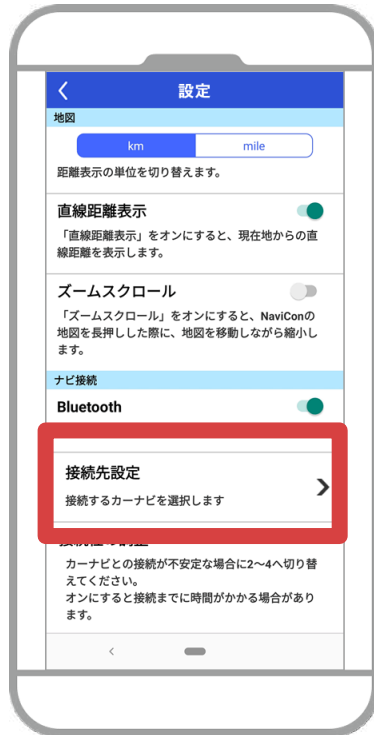 設定
地図
km
mile
距離表示の単位を切り替えます。
直線距離表示
「直線距離表示」をオンにすると、現在地からの直
線距離を表示します。
ズームスクロール
「ズームスクロール」をオンにすると、NaviConの
地図を長押しした際に、地図を移動しながら縮小し
ます。
ナビ接続
Bluetooth
接続先設定
接続するカーナビを選択します
カーナビとの接続が不安定な場合に2〜4へ切り替
えてください。
オンにすると接続までに時間がかかる場合があり
ます。